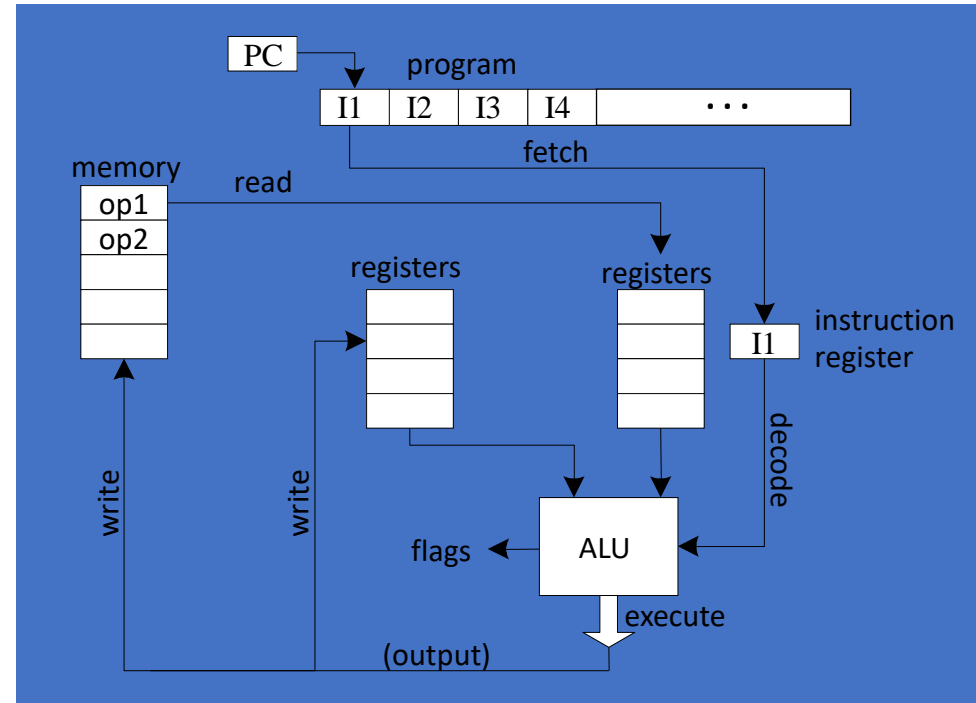 PC
program
I1 I2 I3 I4 ...
fetch
memory
read
op1
op2
registers
registers
instruction
register
I1
decode
write
write
flags
ALU
execute
(output)